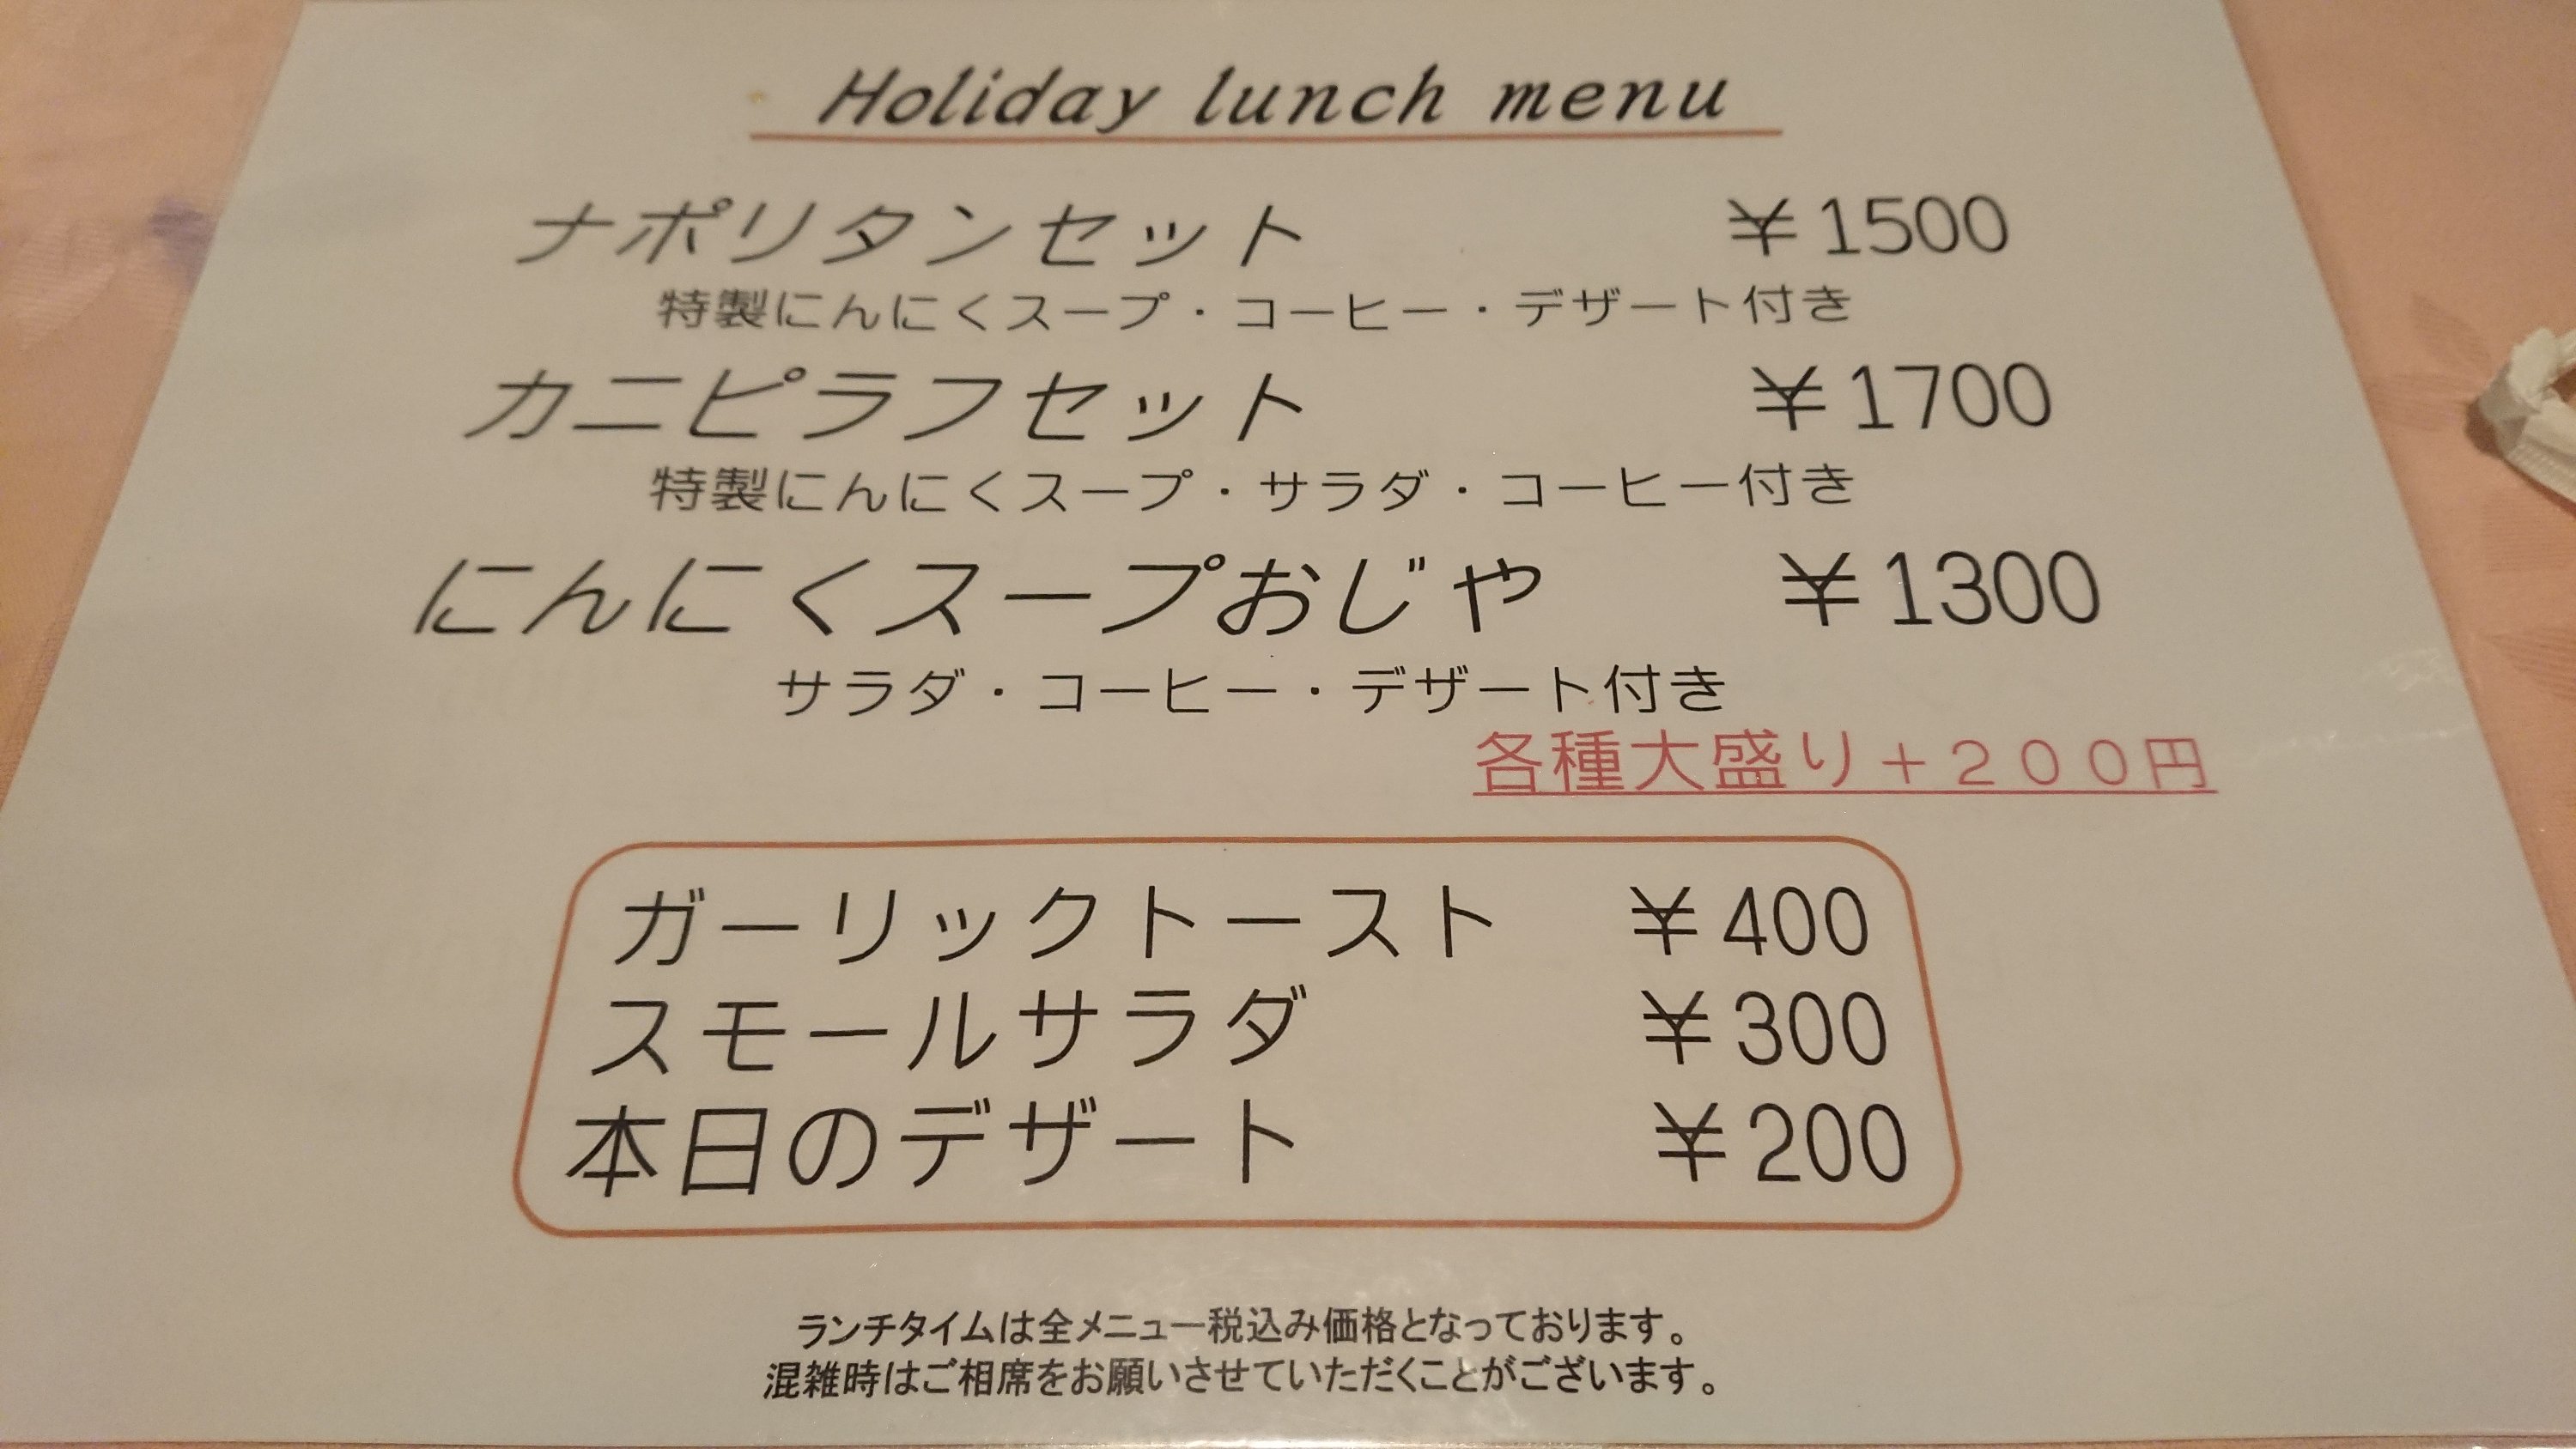 Holiday lunch menu
ナポリタンセット ￥1500
特製にんにくスープ・コーヒー・デザート付き
カニピラフセット ￥1700
特製にんにくスープ・サラダ・コーヒー付き
にんにくスープおじや ￥1300
サラダ・コーヒー・デザート付き
各種大盛り＋２００円
ガーリックトースト ￥400
スモールサラダ ￥300
本日のデザート ￥200
ランチタイムは全メニュー税込み価格となっております。
混雑時はご相席をお願いさせていただくことがございます。